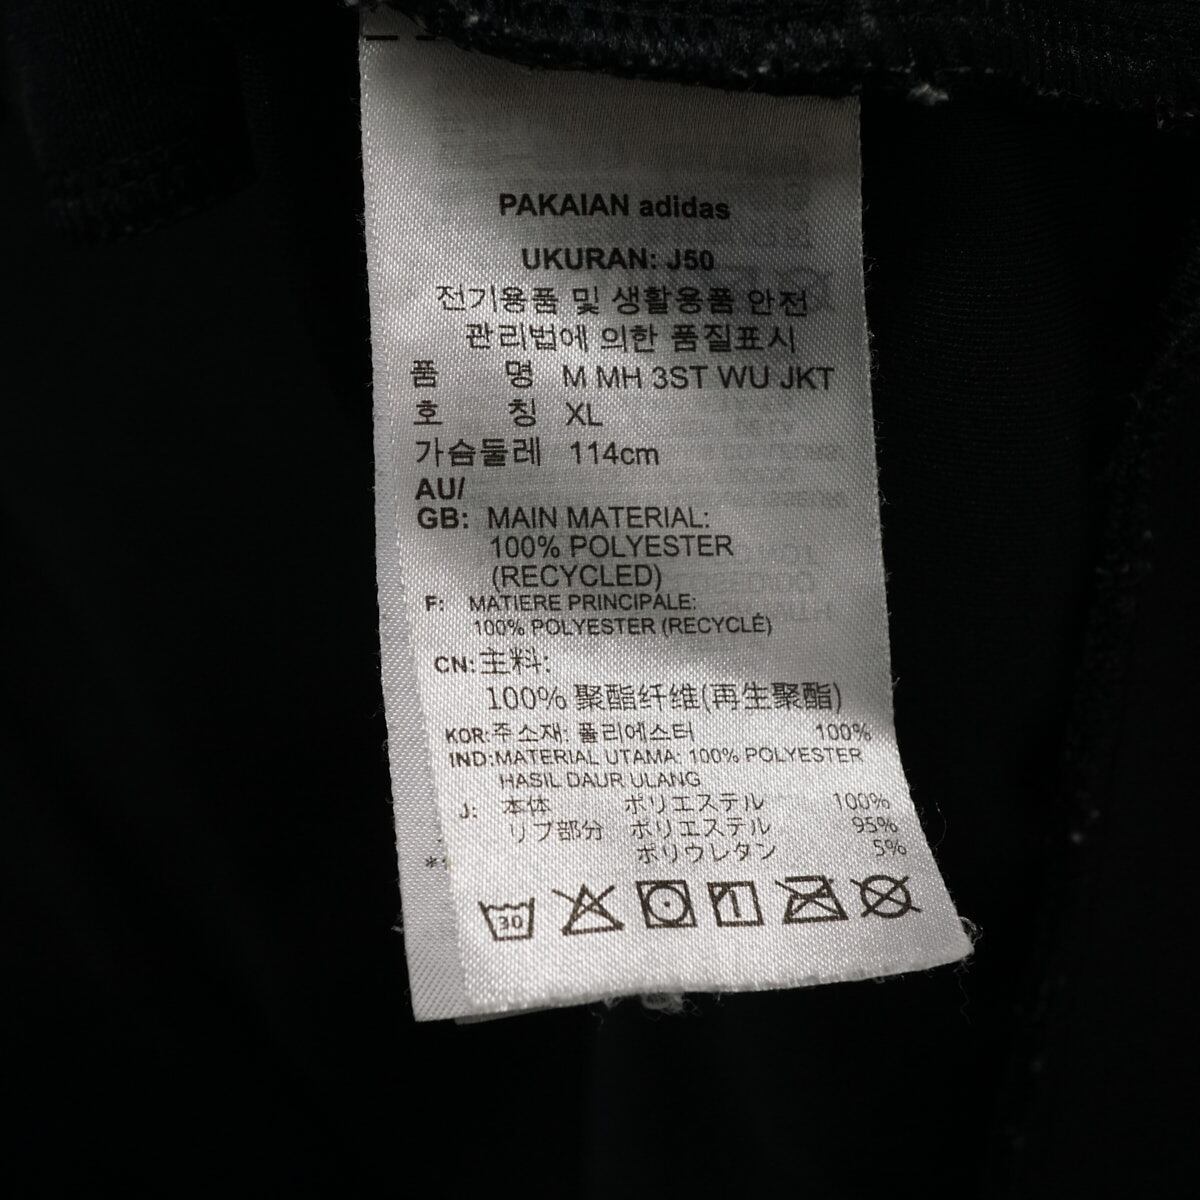 PAKAIAN adidas
UKURAN: J50
전기용품 및 생활용품 안전
관리법에 의한 품질표시
품 명 M MH 3ST WU JKT
호 칭 XL
가슴둘레 114cm
AU/
GB: MAIN MATERIAL:
100% POLYESTER
(RECYCLED)
F: MATIERE PRINCIPALE:
100% POLYESTER (RECYCLÉ)
CN: 主料:
100% 聚酯纤维(再生聚酯)
KOR: 주소재: 폴리에스터 100%
IND: MATERIAL UTAMA: 100% POLYESTER
HASIL DAUR ULANG
J: 本体 ポリエステル 100%
リブ部分 ポリエステル 95%
ポリウレタン 5%
30
1